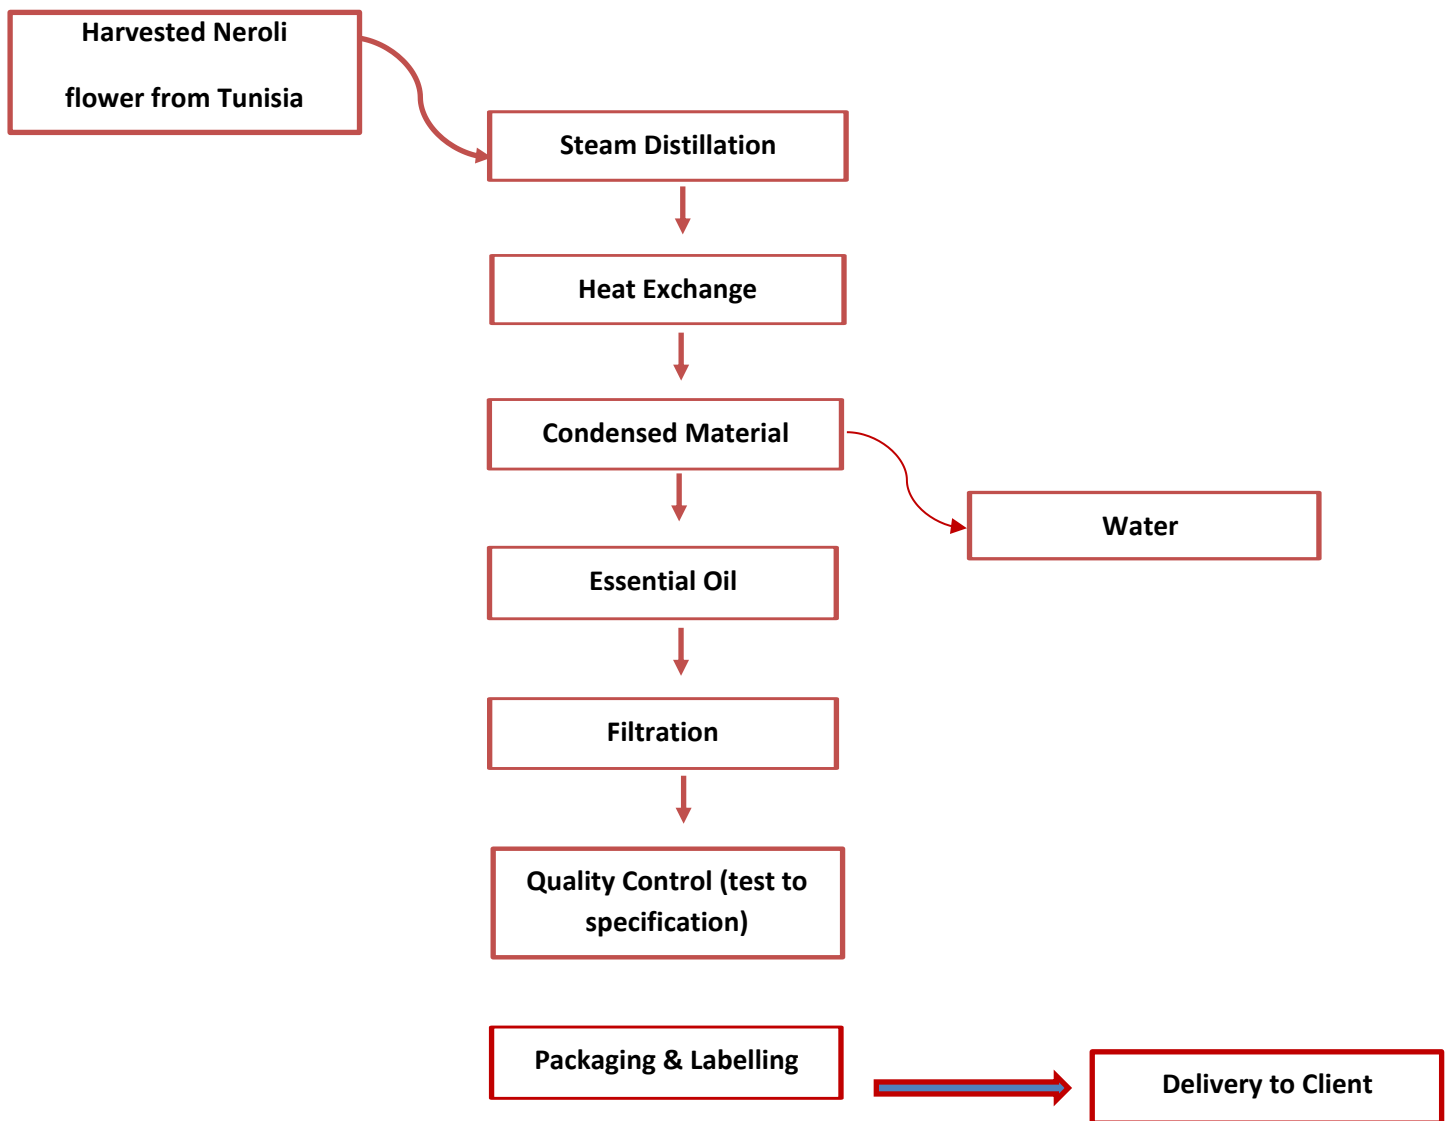 Harvested Neroli
flower from Tunisia
Steam Distillation
Heat Exchange
Condensed Material
Water
Essential Oil
Filtration
Quality Control (test to
specification)
Packaging & Labelling
Delivery to Client